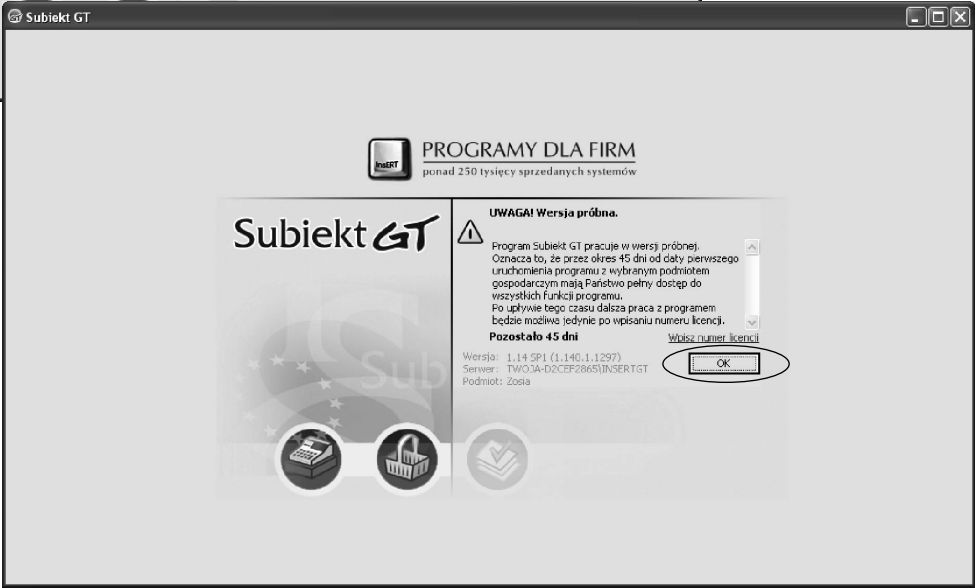 Subiekt GT
InsERT
PROGRAMY DLA FIRM
ponad 250 tysięcy sprzedanych systemów
Subiekt GT
UWAGA! Wersja próbna.
Program Subiekt GT pracuje w wersji próbnej.
Oznacza to, że przez okres 45 dni od daty pierwszego
uruchomienia programu z wybranym podmiotem
gospodarczym mają Państwo pełny dostęp do
wszystkich funkcji programu.
Po upływie tego czasu dalsza praca z programem
będzie możliwa jedynie po wpisaniu numeru licencji.
Pozostało 45 dni
Wpisz numer licencji
Wersja: 1.14 SP1 (1.140.1.1297)
Serwer: TWOJA-D2CEF2865\INSERTGT
Podmiot: Zosia
OK
Sub